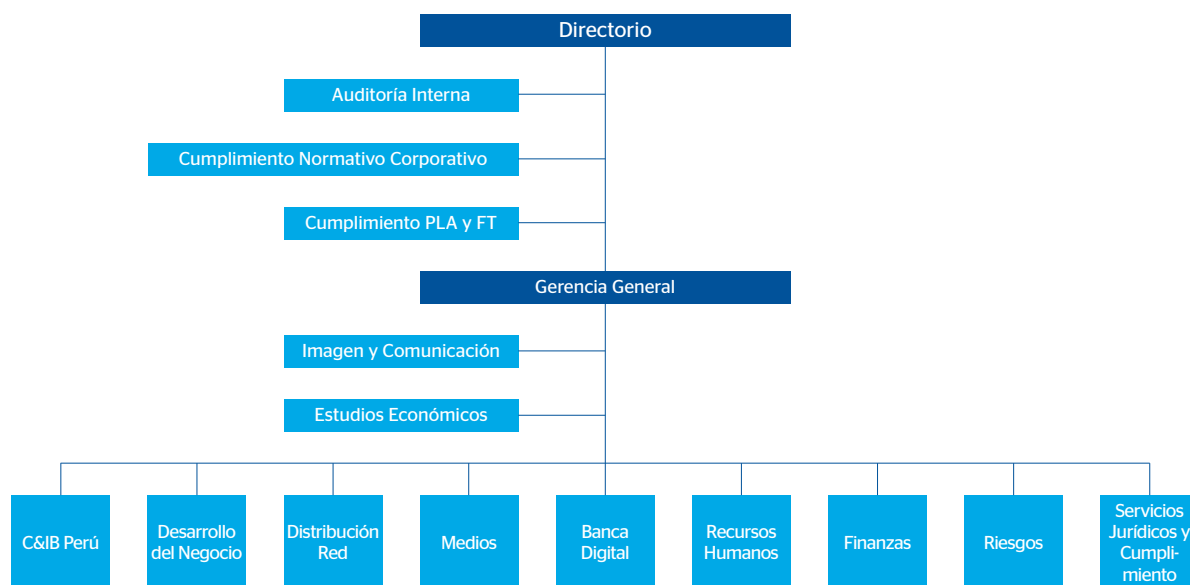 Directorio
Auditoría Interna
Cumplimiento Normativo Corporativo
Cumplimiento PLA y FT
Gerencia General
Imagen y Comunicación
Estudios Económicos
C&IB Perú
Desarrollo
del Negocio
Distribución
Red
Medios
Banca
Digital
Recursos
Humanos
Finanzas
Riesgos
Servicios
Jurídicos y
Cumpli-
miento